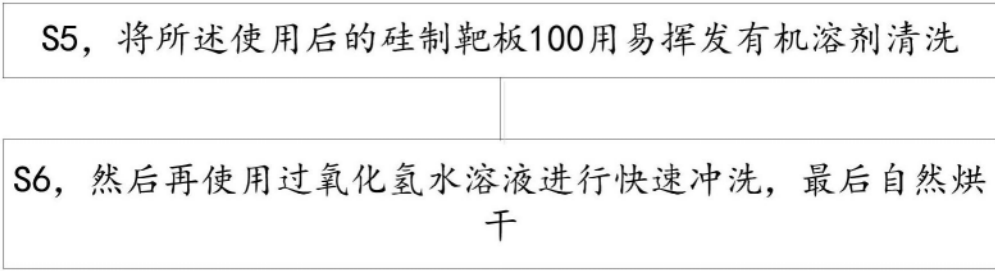 S5，将所述使用后的硅制靶板100用易挥发有机溶剂清洗
S6，然后再使用过氧化氢水溶液进行快速冲洗，最后自然烘
干